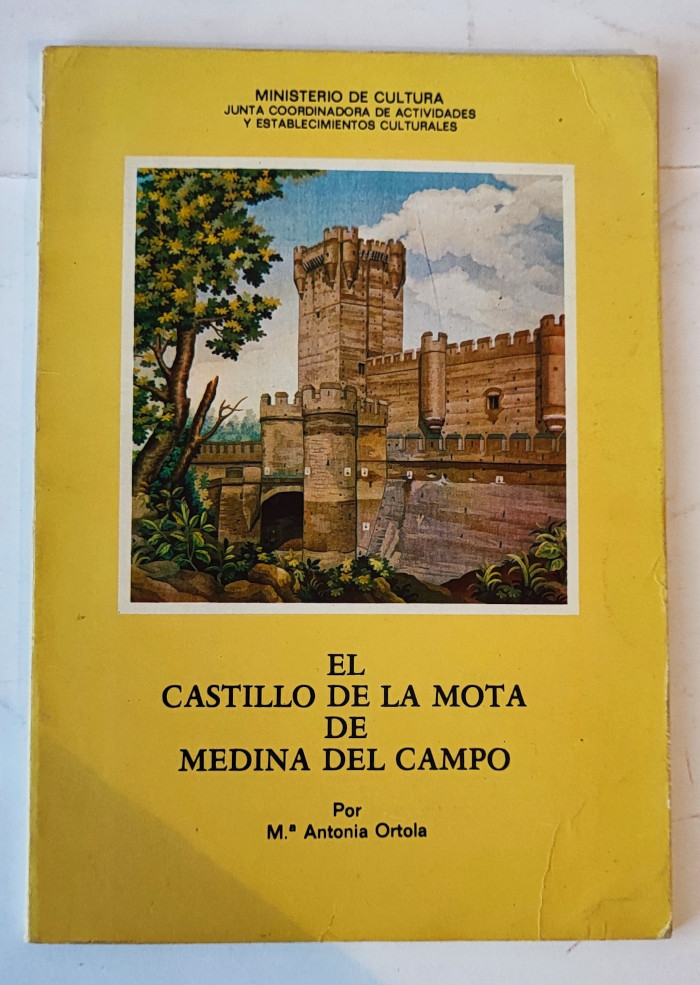 MINISTERIO DE CULTURA
JUNTA COORDINADORA DE ACTIVIDADES
Y ESTABLECIMIENTOS CULTURALES
EL
CASTILLO DE LA MOTA
DE
MEDINA DEL CAMPO
Por
M.ª Antonia Ortola